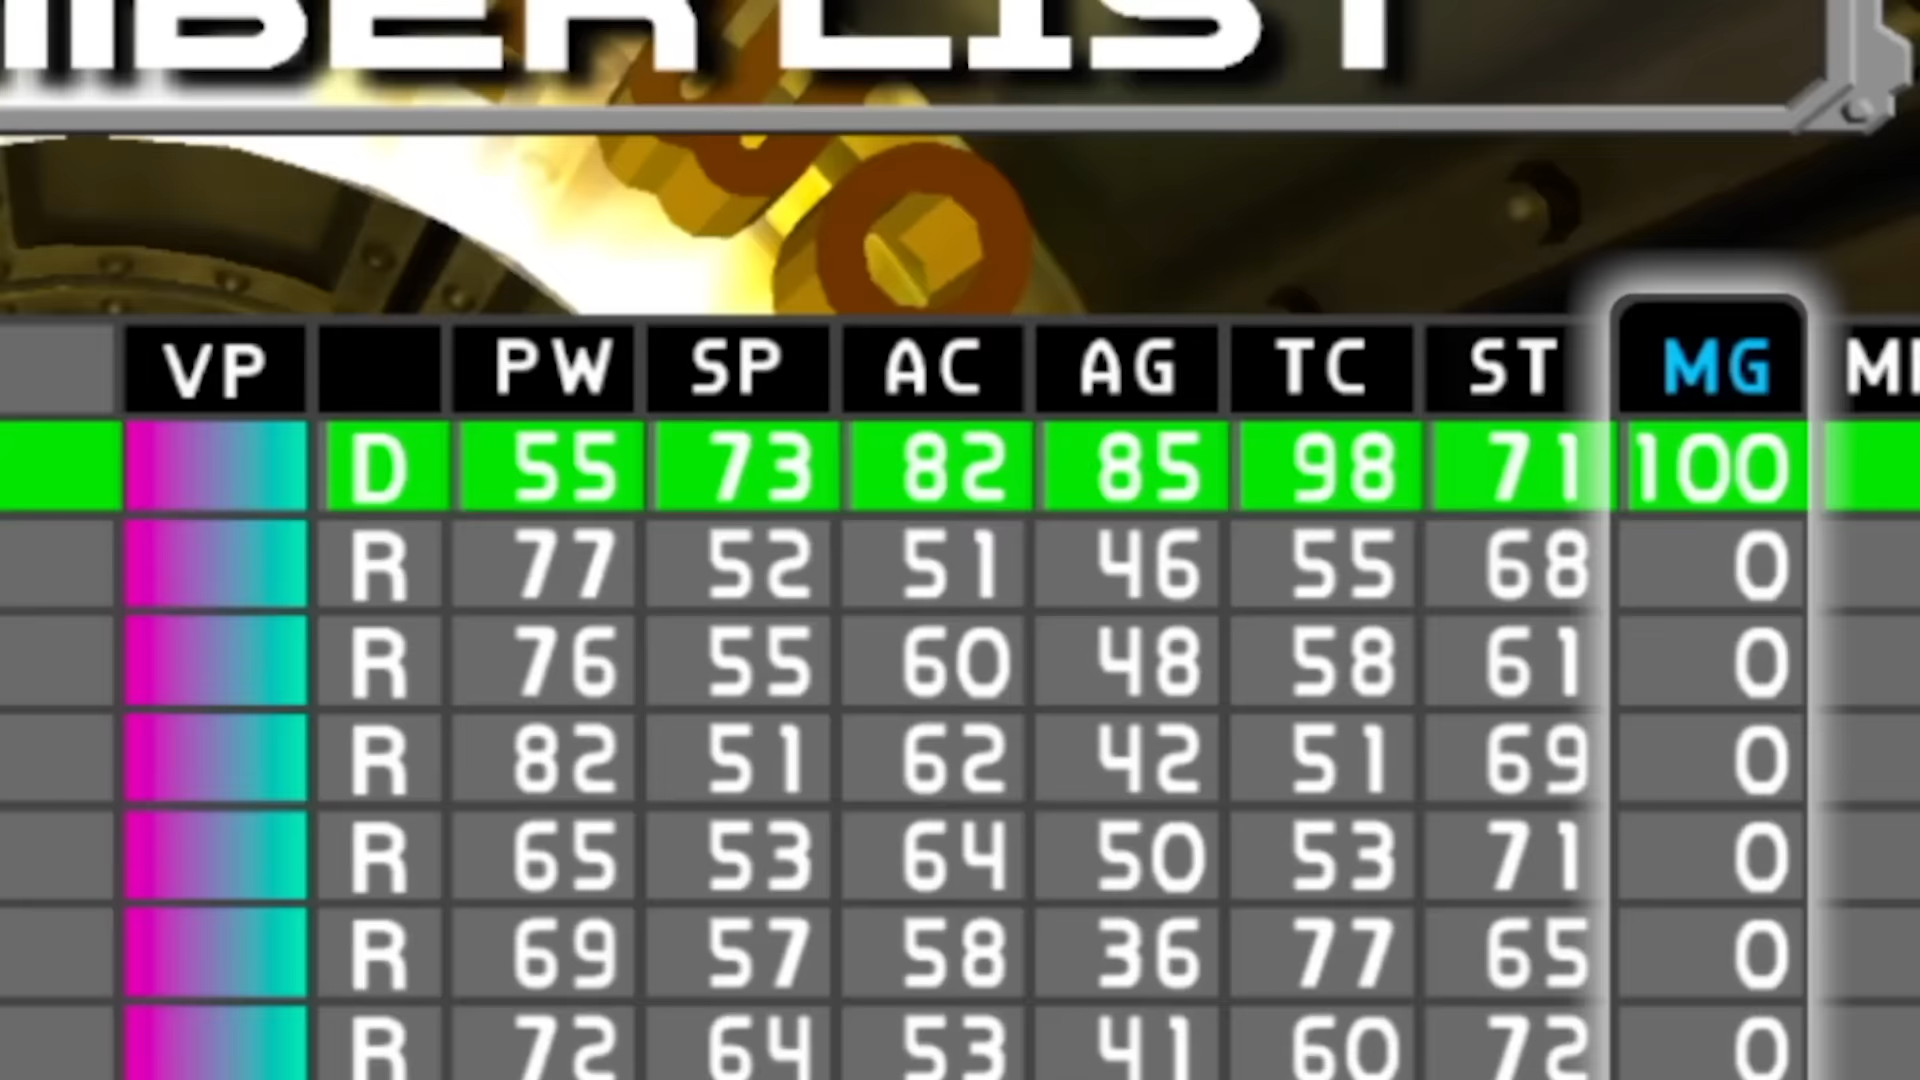 MBER LIST
VP PW SP AC AG TC ST MG
D 55 73 82 85 98 71 100
R 77 52 51 46 55 68 0
R 76 55 60 48 58 61 0
R 82 51 62 42 51 69 0
R 65 53 64 50 53 71 0
R 69 57 58 36 77 65 0
R 72 64 53 41 60 72 0